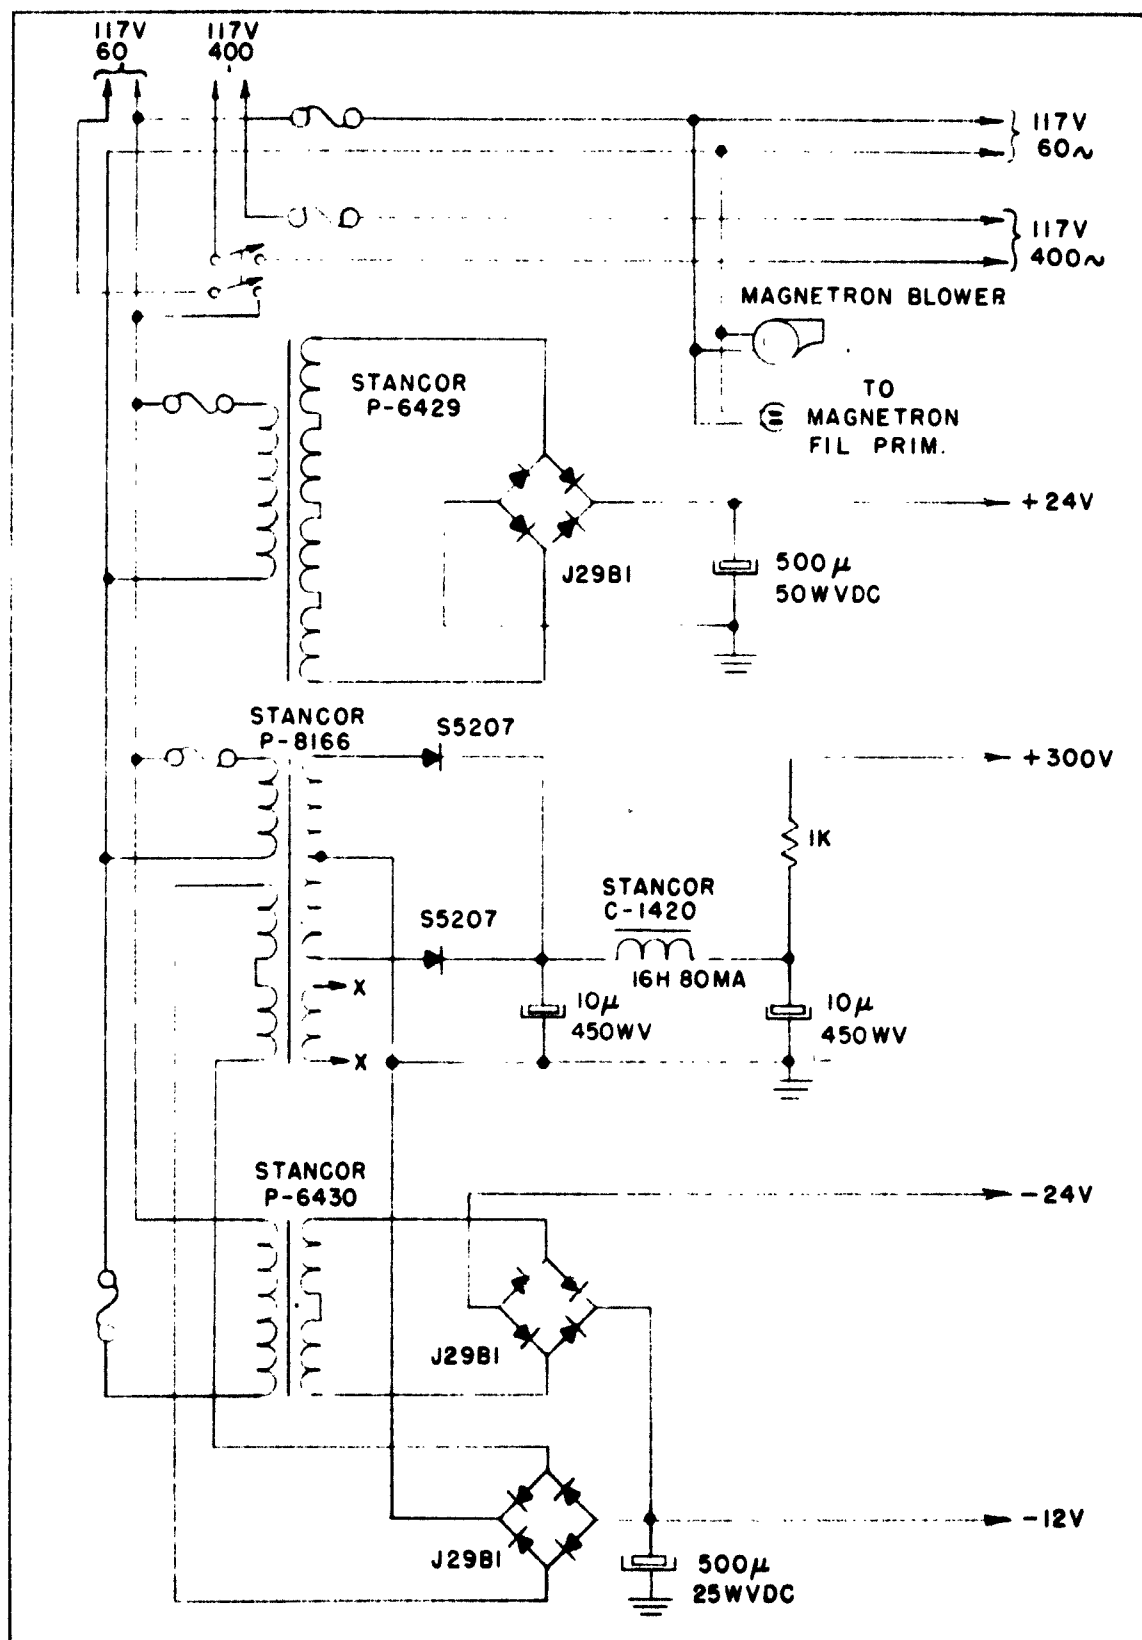 117V
60
117V
400
117V
60~
117V
400~
MAGNETRON BLOWER
STANCOR
P-6429
TO
MAGNETRON
FIL PRIM.
+24V
J29B1
500μ
50WVDC
STANCOR
P-8166
S5207
+300V
1K
STANCOR
C-1420
S5207
16H 80MA
X
10μ
450WV
10μ
450WV
X
STANCOR
P-6430
-24V
J29B1
-12V
J29B1
500μ
25WVDC